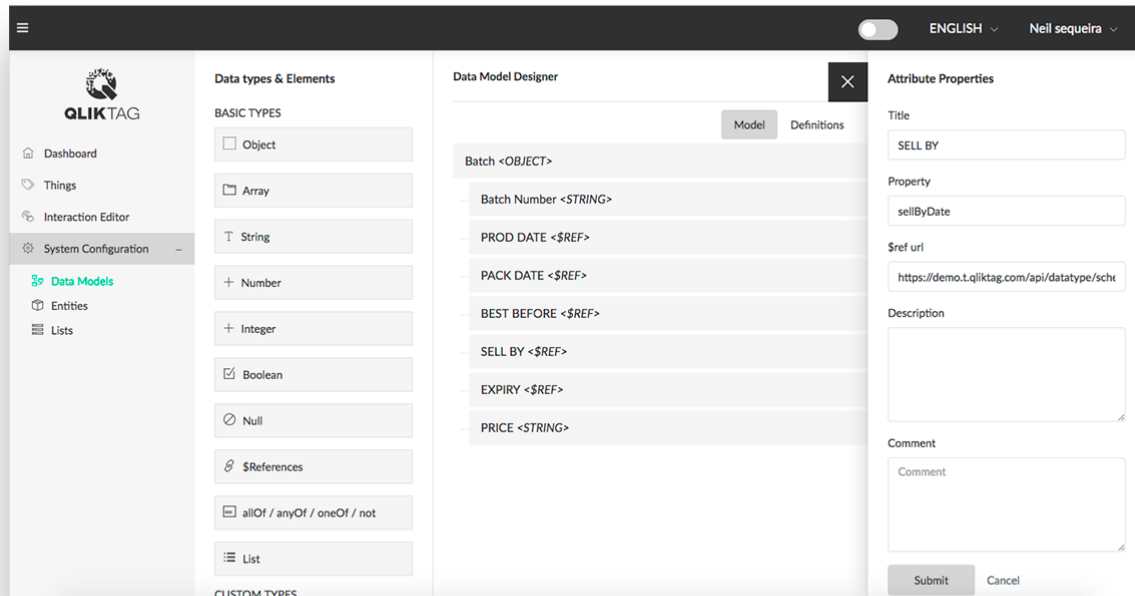 ENGLISH
Neil sequeira
QLIKTAG
Dashboard
Things
Interaction Editor
System Configuration
Data Models
Entities
Lists
Data types & Elements
BASIC TYPES
Object
Array
String
Number
Integer
Boolean
Null
$References
allOf / anyOf / oneOf / not
List
CUSTOM TYPES
Data Model Designer
Model
Definitions
Batch <OBJECT>
Batch Number <STRING>
PROD DATE <$REF>
PACK DATE <$REF>
BEST BEFORE <$REF>
SELL BY <$REF>
EXPIRY <$REF>
PRICE <STRING>
Attribute Properties
Title
SELL BY
Property
sellByDate
$ref url
https://demo.t.qliktag.com/api/datatype/sche
Description
Comment
Comment
Submit
Cancel